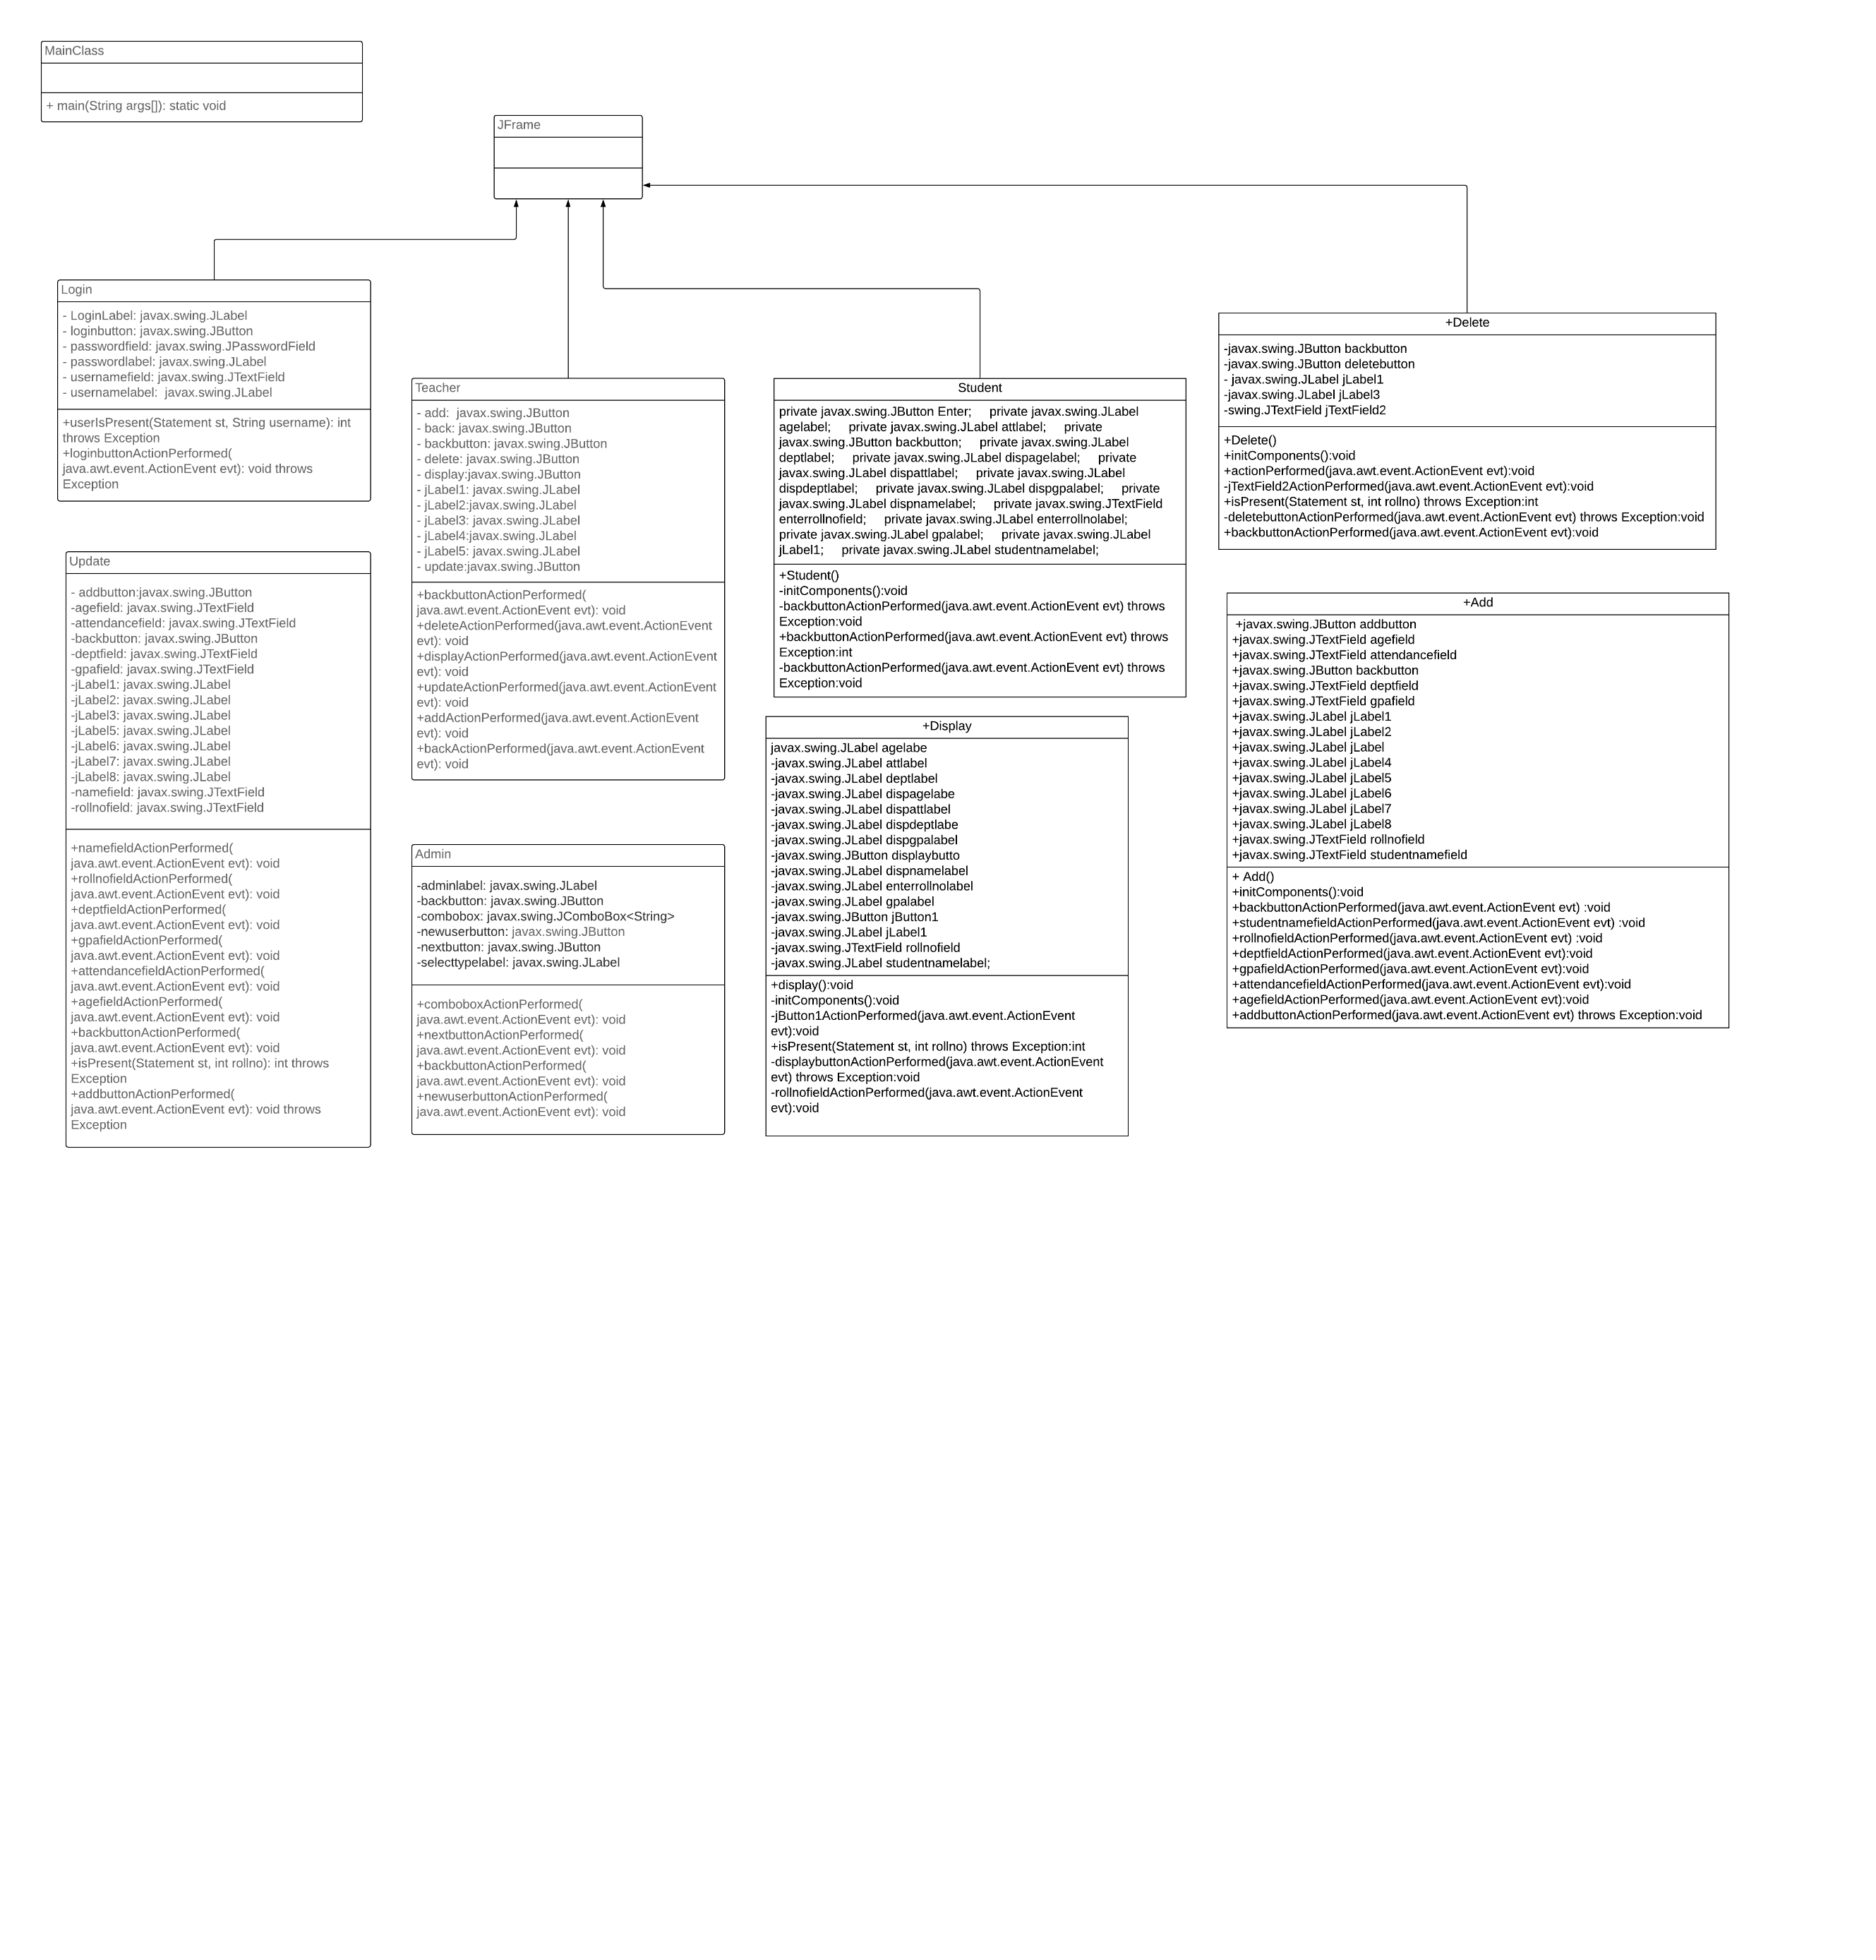 MainClass
+ main(String args[]): static void
JFrame
Login
- LoginLabel: javax.swing.JLabel
- loginbutton: javax.swing.JButton
- passwordfield: javax.swing.JPasswordField
- passwordlabel: javax.swing.JLabel
- usernamefield: javax.swing.JTextField
- usernamelabel:  javax.swing.JLabel
+userIsPresent(Statement st, String username): int
throws Exception
+loginbuttonActionPerformed(
java.awt.event.ActionEvent evt): void throws
Exception
Update
- addbutton:javax.swing.JButton
-agefield: javax.swing.JTextField
-attendancefield: javax.swing.JTextField
-backbutton: javax.swing.JButton
-deptfield: javax.swing.JTextField
-gpafield: javax.swing.JTextField
-jLabel1: javax.swing.JLabel
-jLabel2: javax.swing.JLabel
-jLabel3: javax.swing.JLabel
-jLabel5: javax.swing.JLabel
-jLabel6: javax.swing.JLabel
-jLabel7: javax.swing.JLabel
-jLabel8: javax.swing.JLabel
-namefield: javax.swing.JTextField
-rollnofield: javax.swing.JTextField
+namefieldActionPerformed(
java.awt.event.ActionEvent evt): void
+rollnofieldActionPerformed(
java.awt.event.ActionEvent evt): void
+deptfieldActionPerformed(
java.awt.event.ActionEvent evt): void
+gpafieldActionPerformed(
java.awt.event.ActionEvent evt): void
+attendancefieldActionPerformed(
java.awt.event.ActionEvent evt): void
+agefieldActionPerformed(
java.awt.event.ActionEvent evt): void
+backbuttonActionPerformed(
java.awt.event.ActionEvent evt): void
+isPresent(Statement st, int rollno): int throws
Exception
+addbuttonActionPerformed(
java.awt.event.ActionEvent evt): void throws
Exception
Teacher
- add:  javax.swing.JButton
- back: javax.swing.JButton
- backbutton: javax.swing.JButton
- delete: javax.swing.JButton
- display:javax.swing.JButton
- jLabel1: javax.swing.JLabel
- jLabel2:javax.swing.JLabel
- jLabel3: javax.swing.JLabel
- jLabel4:javax.swing.JLabel
- jLabel5: javax.swing.JLabel
- update:javax.swing.JButton
+backbuttonActionPerformed(
java.awt.event.ActionEvent evt): void
+deleteActionPerformed(java.awt.event.ActionEvent
evt): void
+displayActionPerformed(java.awt.event.ActionEvent
evt): void
+updateActionPerformed(java.awt.event.ActionEvent
evt): void
+addActionPerformed(java.awt.event.ActionEvent
evt): void
+backActionPerformed(java.awt.event.ActionEvent
evt): void
Admin
-adminlabel: javax.swing.JLabel
-backbutton: javax.swing.JButton
-combobox: javax.swing.JComboBox<String>
-newuserbutton: javax.swing.JButton
-nextbutton: javax.swing.JButton
-selecttypelabel: javax.swing.JLabel
+comboboxActionPerformed(
java.awt.event.ActionEvent evt): void
+nextbuttonActionPerformed(
java.awt.event.ActionEvent evt): void
+backbuttonActionPerformed(
java.awt.event.ActionEvent evt): void
+newuserbuttonActionPerformed(
java.awt.event.ActionEvent evt): void
Student
private javax.swing.JButton Enter;     private javax.swing.JLabel
agelabel;     private javax.swing.JLabel attlabel;     private
javax.swing.JButton backbutton;     private javax.swing.JLabel
deptlabel;     private javax.swing.JLabel dispagelabel;     private
javax.swing.JLabel dispattlabel;     private javax.swing.JLabel
dispdeptlabel;     private javax.swing.JLabel dispgpalabel;     private
javax.swing.JLabel dispnamelabel;     private javax.swing.JTextField
enterrollnofield;     private javax.swing.JLabel enterrollnolabel;
private javax.swing.JLabel gpalabel;     private javax.swing.JLabel
jLabel1;     private javax.swing.JLabel studentnamelabel;
+Student()
-initComponents():void
-backbuttonActionPerformed(java.awt.event.ActionEvent evt) throws
Exception:void
+backbuttonActionPerformed(java.awt.event.ActionEvent evt) throws
Exception:int
-backbuttonActionPerformed(java.awt.event.ActionEvent evt) throws
Exception:void
+Display
javax.swing.JLabel agelabe
-javax.swing.JLabel attlabel
-javax.swing.JLabel deptlabel
-javax.swing.JLabel dispagelabe
-javax.swing.JLabel dispattlabel
-javax.swing.JLabel dispdeptlabe
-javax.swing.JLabel dispgpalabel
-javax.swing.JButton displaybutto
-javax.swing.JLabel dispnamelabel
-javax.swing.JLabel enterrollnolabel
-javax.swing.JLabel gpalabel
-javax.swing.JButton jButton1
-javax.swing.JLabel jLabel1
-javax.swing.JTextField rollnofield
-javax.swing.JLabel studentnamelabel;
+display():void
-initComponents():void
-jButton1ActionPerformed(java.awt.event.ActionEvent
evt):void
+isPresent(Statement st, int rollno) throws Exception:int
-displaybuttonActionPerformed(java.awt.event.ActionEvent
evt) throws Exception:void
-rollnofieldActionPerformed(java.awt.event.ActionEvent
evt):void
+Delete
-javax.swing.JButton backbutton
-javax.swing.JButton deletebutton
- javax.swing.JLabel jLabel1
-javax.swing.JLabel jLabel3
-swing.JTextField jTextField2
+Delete()
+initComponents():void
+actionPerformed(java.awt.event.ActionEvent evt):void
-jTextField2ActionPerformed(java.awt.event.ActionEvent evt):void
+isPresent(Statement st, int rollno) throws Exception:int
-deletebuttonActionPerformed(java.awt.event.ActionEvent evt) throws Exception:void
+backbuttonActionPerformed(java.awt.event.ActionEvent evt):void
+Add
+javax.swing.JButton addbutton
+javax.swing.JTextField agefield
+javax.swing.JTextField attendancefield
+javax.swing.JButton backbutton
+javax.swing.JTextField deptfield
+javax.swing.JTextField gpafield
+javax.swing.JLabel jLabel1
+javax.swing.JLabel jLabel2
+javax.swing.JLabel jLabel
+javax.swing.JLabel jLabel4
+javax.swing.JLabel jLabel5
+javax.swing.JLabel jLabel6
+javax.swing.JLabel jLabel7
+javax.swing.JLabel jLabel8
+javax.swing.JTextField rollnofield
+javax.swing.JTextField studentnamefield
+ Add()
+initComponents():void
+backbuttonActionPerformed(java.awt.event.ActionEvent evt) :void
+studentnamefieldActionPerformed(java.awt.event.ActionEvent evt) :void
+rollnofieldActionPerformed(java.awt.event.ActionEvent evt) :void
+deptfieldActionPerformed(java.awt.event.ActionEvent evt):void
+gpafieldActionPerformed(java.awt.event.ActionEvent evt):void
+attendancefieldActionPerformed(java.awt.event.ActionEvent evt):void
+agefieldActionPerformed(java.awt.event.ActionEvent evt):void
+addbuttonActionPerformed(java.awt.event.ActionEvent evt) throws Exception:void